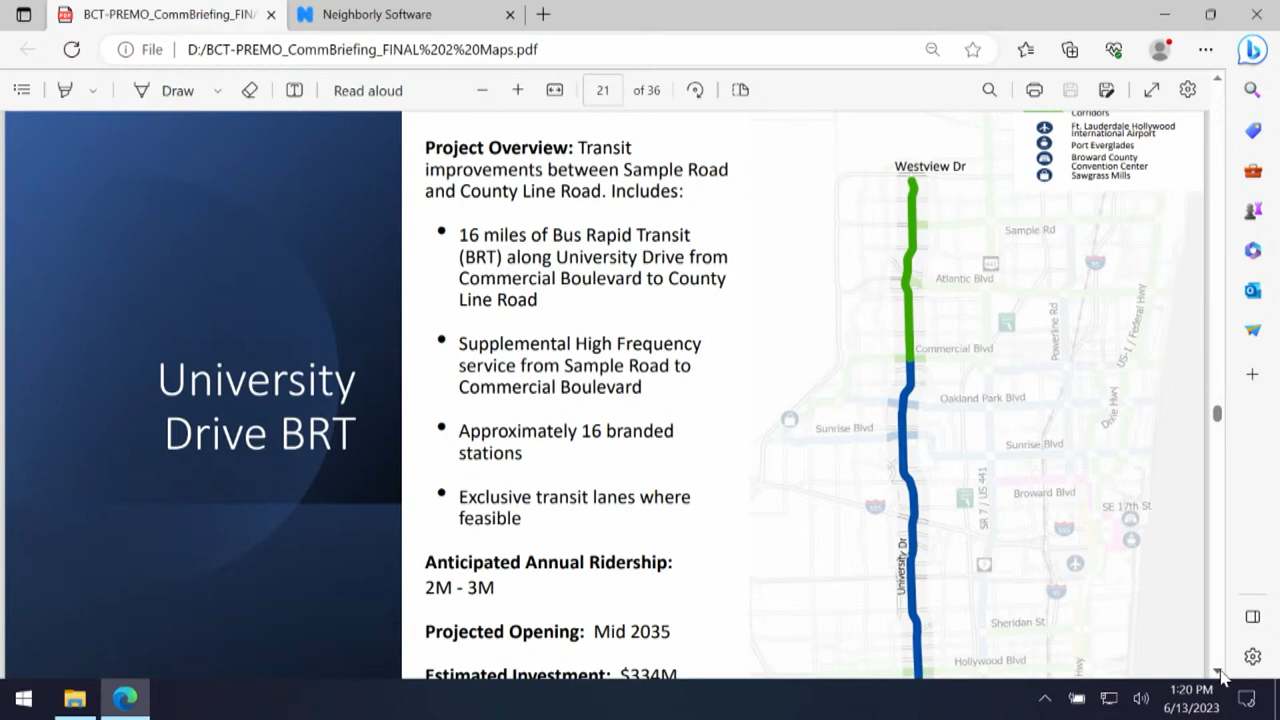 BCT-PREMO_CommBriefing_FIN
Neighborly Software
File
D:/BCT-PREMO_CommBriefing_FINAL%202%20Maps.pdf
Draw
Read aloud
21
of 36
University
Drive BRT
Project Overview: Transit
improvements between Sample Road
and County Line Road. Includes:
• 16 miles of Bus Rapid Transit
(BRT) along University Drive from
Commercial Boulevard to County
Line Road
• Supplemental High Frequency
service from Sample Road to
Commercial Boulevard
• Approximately 16 branded
stations
• Exclusive transit lanes where
feasible
Anticipated Annual Ridership:
2M - 3M
Projected Opening: Mid 2035
Estimated Investment: $334M
Corridors
Ft. Lauderdale Hollywood
International Airport
Port Everglades
Broward County
Convention Center
Sawgrass Mills
Westview Dr
Sample Rd
441
95
Atlantic Blvd
Powerline Rd
US-1 / Federal Hwy
Commercial Blvd
Oakland Park Blvd
Dixie Hwy
Sunrise Blvd
Sunrise Blvd
SR 7 / US 441
Broward Blvd
SE 17th St
University Dr
Sheridan St
Hollywood Blvd
Hwy
1:20 PM
6/13/2023